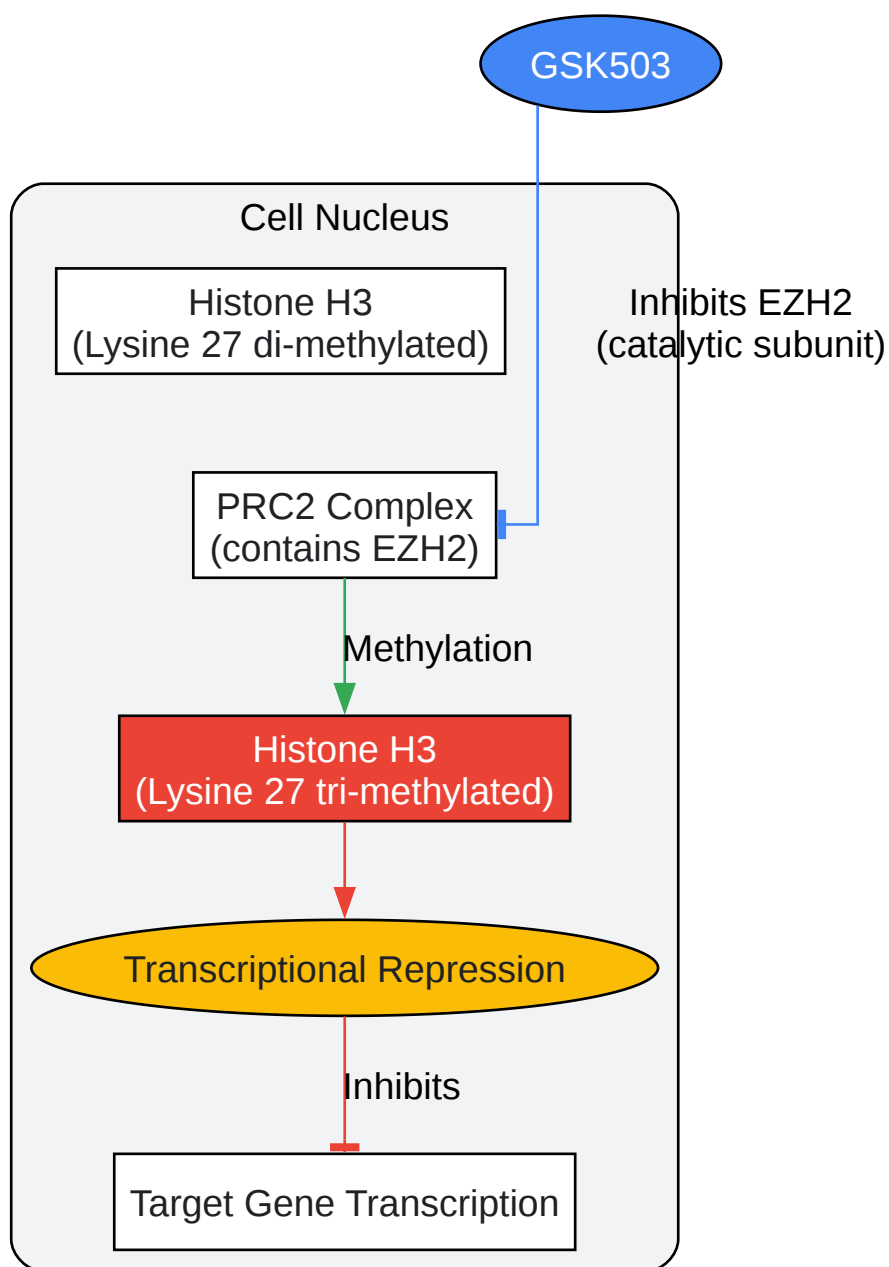 GSK503
Cell Nucleus
Histone H3
(Lysine 27 di-methylated)
Inhibits EZH2
(catalytic subunit)
PRC2 Complex
(contains EZH2)
Methylation
Histone H3
(Lysine 27 tri-methylated)
Transcriptional Repression
Inhibits
Target Gene Transcription